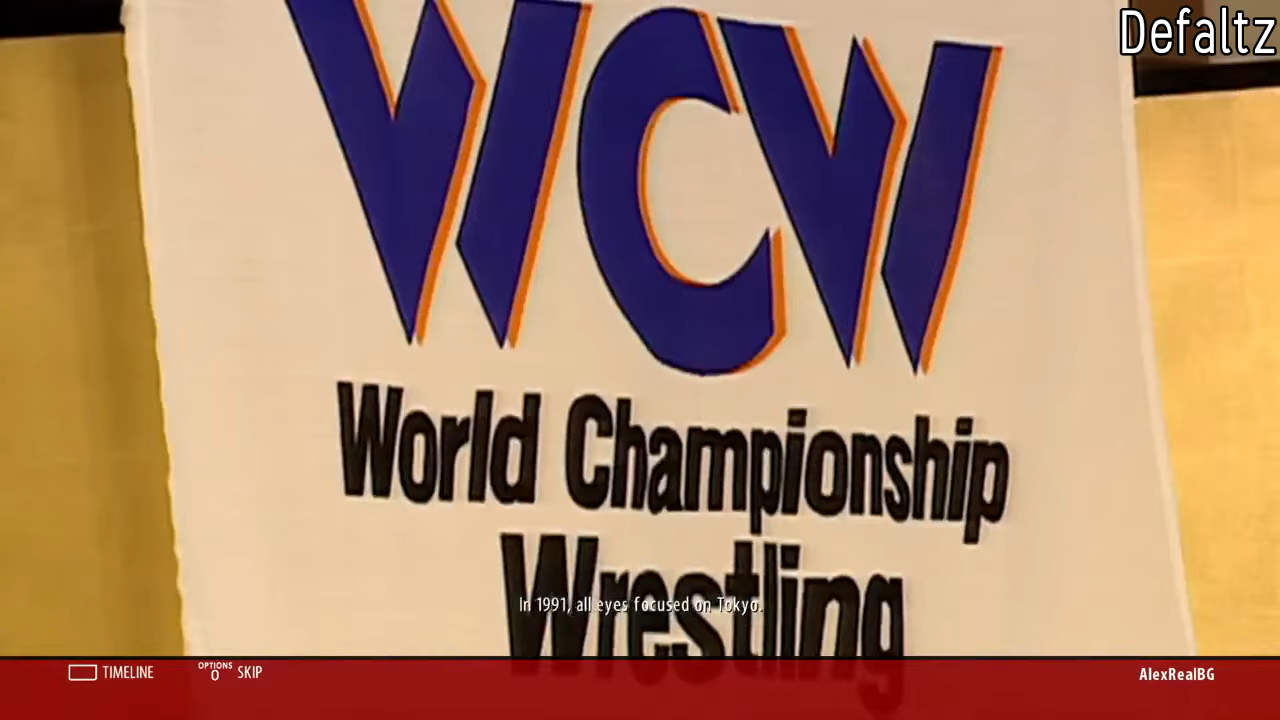 Defaltz
WCW
World Championship
Wrestling
In 1991, all eyes focused on Tokyo.
TIMELINE
OPTIONS
SKIP
AlexRealBG